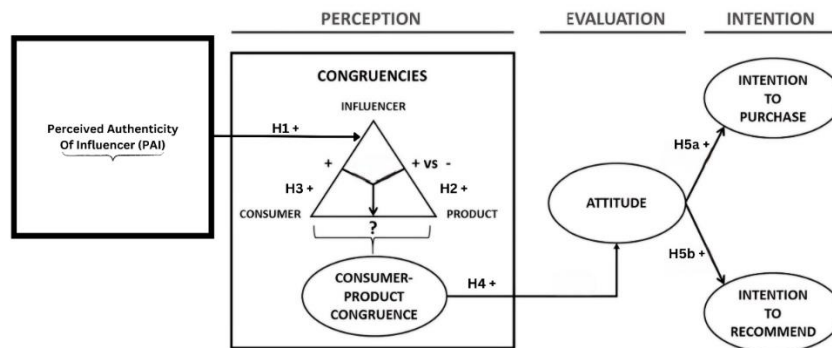 PERCEPTION
EVALUATION
INTENTION
CONGRUENCIES
INFLUENCER
Perceived Authenticity
Of Influencer (PAI)
H1 +
+
+ vs -
H3 +
H2 +
CONSUMER
PRODUCT
?
CONSUMER-
PRODUCT
CONGRUENCE
H4 +
ATTITUDE
H5a +
H5b +
INTENTION
TO
PURCHASE
INTENTION
TO
RECOMMEND